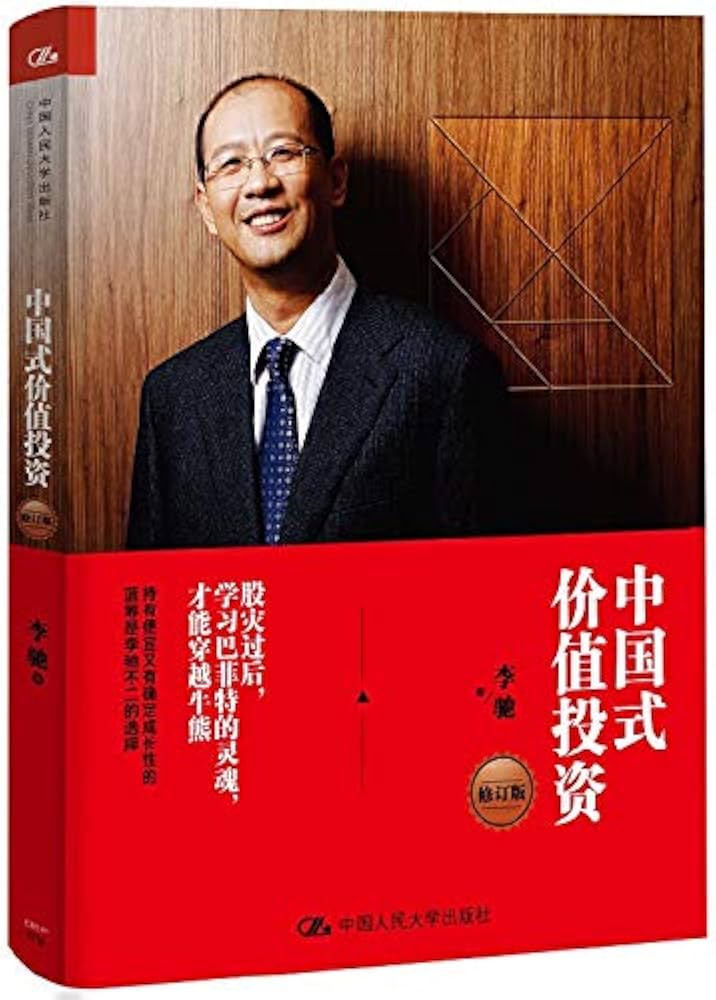 中国人民大学出版社
中国式价值投资
修订版
李驰
中国式
价值投资
李驰
著
修订版
股灾过后，
学习巴菲特的灵魂，
才能穿越牛熊
持有便宜又有确定成长性的
蓝筹是李驰不二的选择
中国人民大学出版社